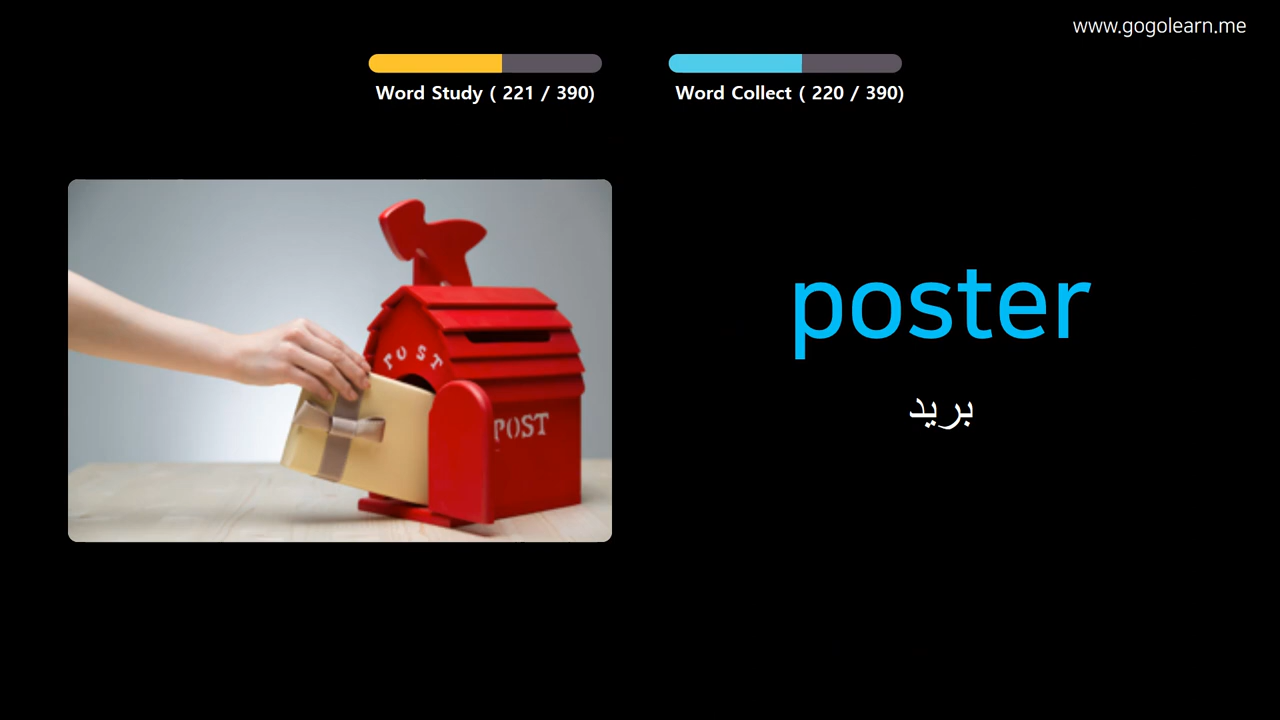 www.gogolearn.me
Word Study ( 221 / 390)
Word Collect ( 220 / 390)
POST
POST
poster
بريد